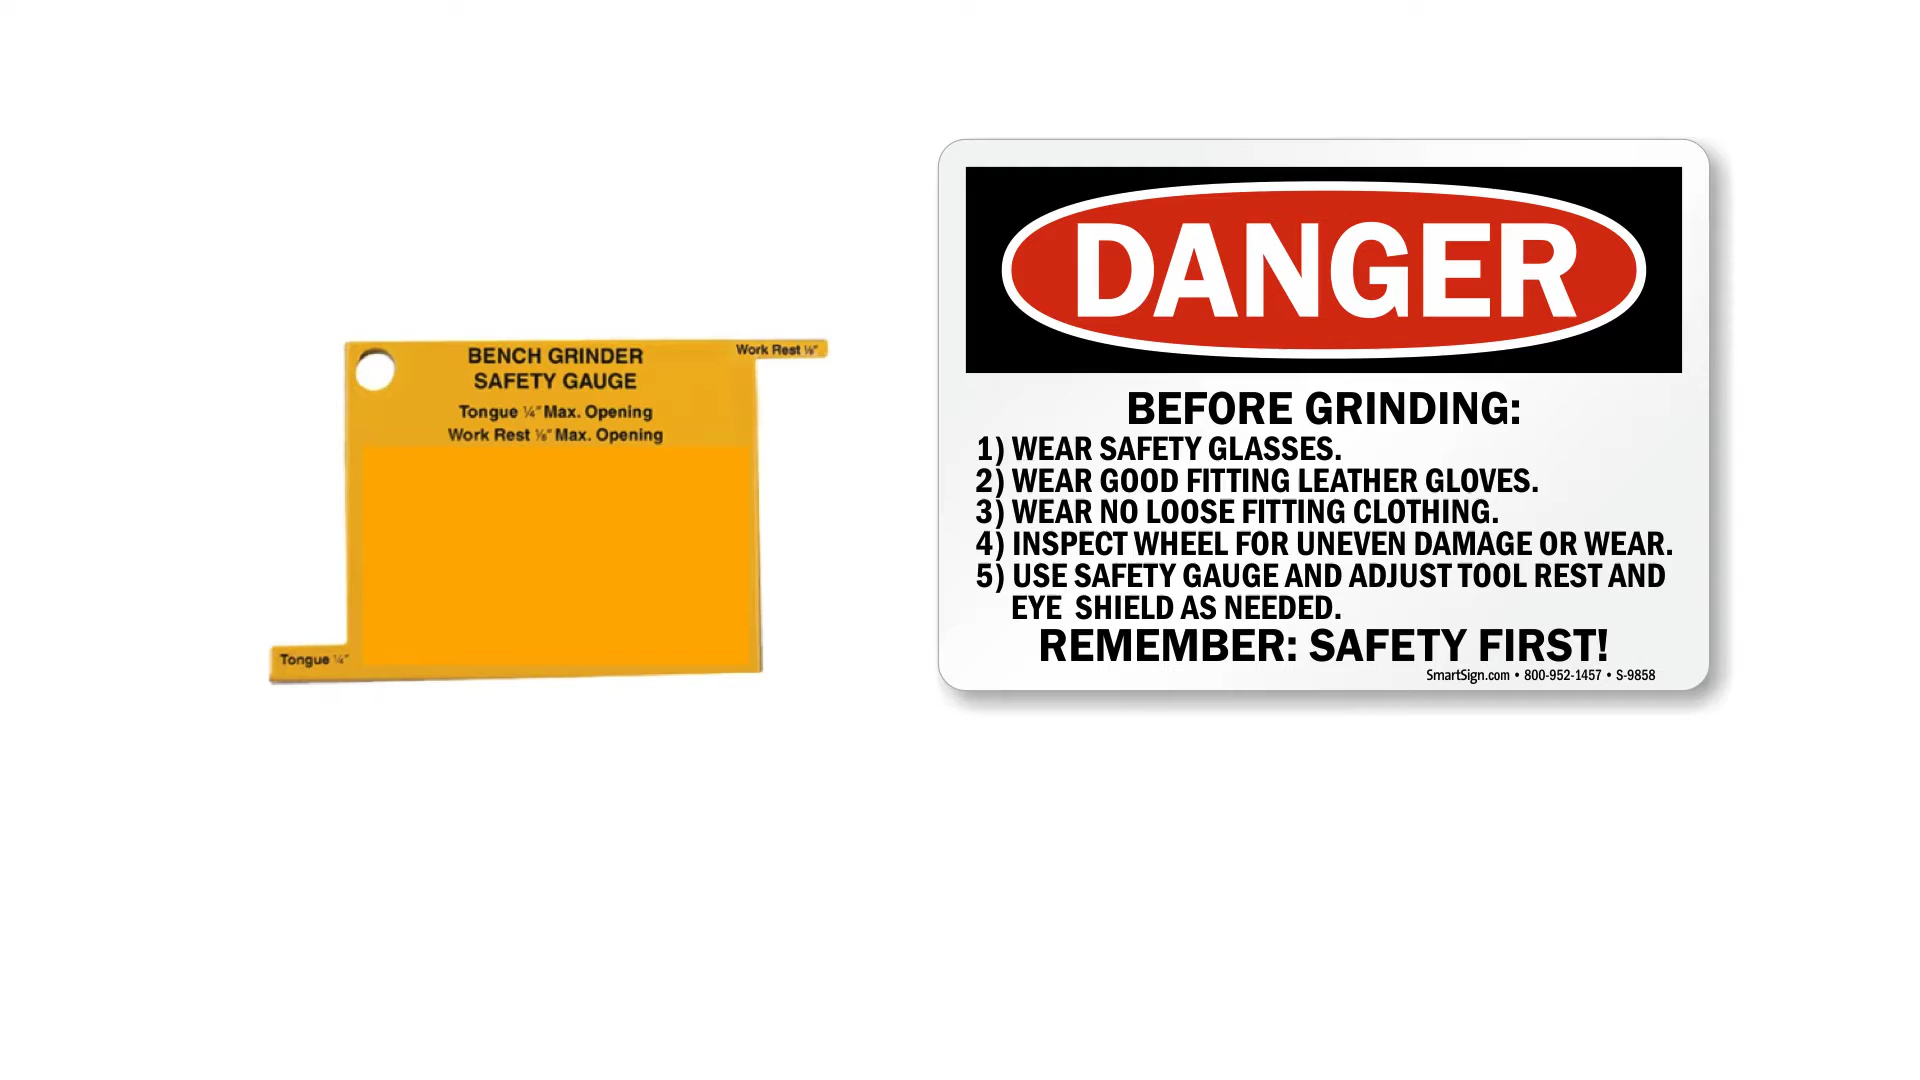 BENCH GRINDER
SAFETY GAUGE
Tongue ¼" Max. Opening
Work Rest ⅛" Max. Opening
Work Rest ⅛"
Tongue ¼"
DANGER
BEFORE GRINDING:
1) WEAR SAFETY GLASSES.
2) WEAR GOOD FITTING LEATHER GLOVES.
3) WEAR NO LOOSE FITTING CLOTHING.
4) INSPECT WHEEL FOR UNEVEN DAMAGE OR WEAR.
5) USE SAFETY GAUGE AND ADJUST TOOL REST AND
EYE SHIELD AS NEEDED.
REMEMBER: SAFETY FIRST!
SmartSign.com • 800-952-1457 • S-9858